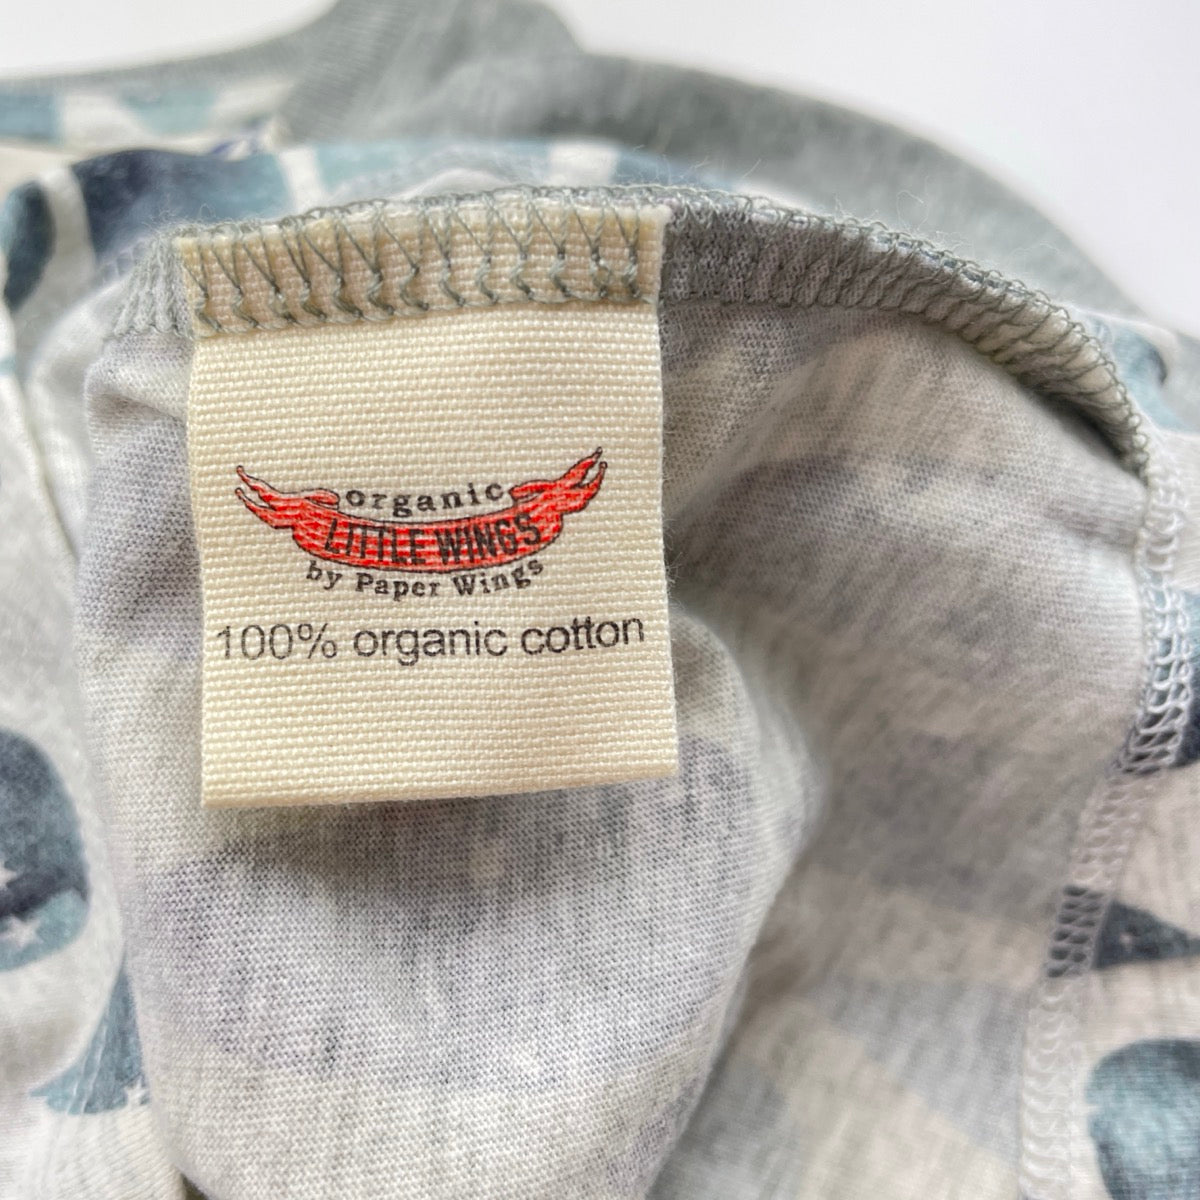 organic
LITTLE WINGS
by Paper Wings
100% organic cotton